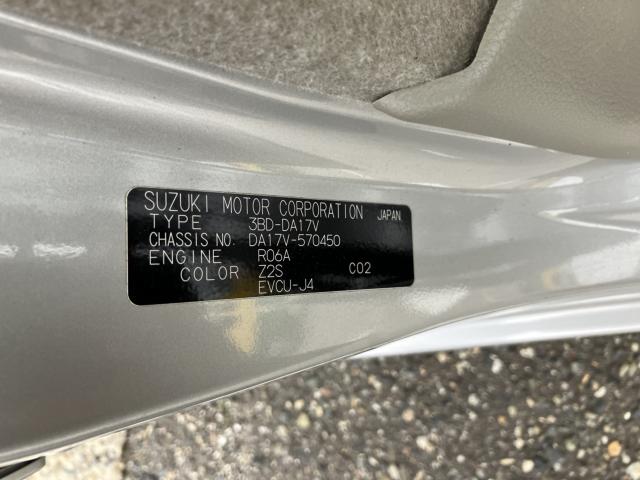 SUZUKI MOTOR CORPORATION JAPAN
TYPE 3BD-DA17V
CHASSIS NO. DA17V-570450
ENGINE R06A
COLOR Z2S C02
EVCU-J4